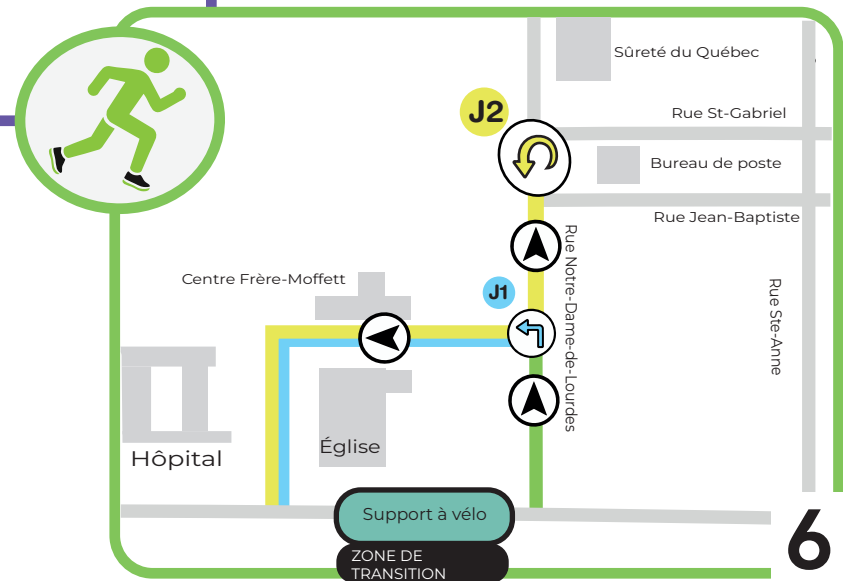 Sûreté du Québec
J2
Rue St-Gabriel
Bureau de poste
Rue Jean-Baptiste
Rue Notre-Dame-de-Lourdes
Centre Frère-Moffett
J1
Rue Ste-Anne
Église
Hôpital
Support à vélo
6
ZONE DE
TRANSITION